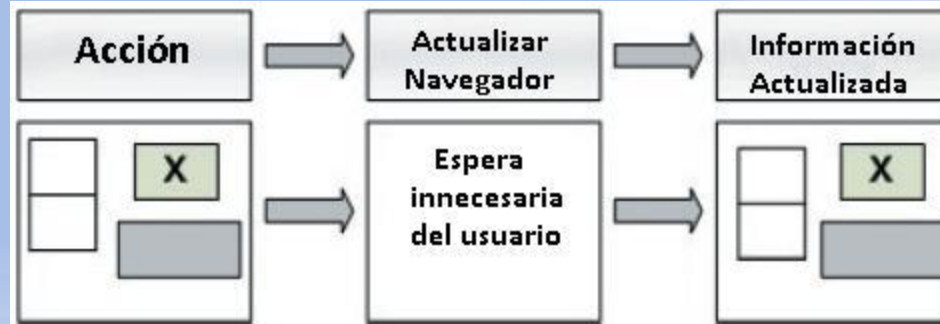 Acción
Actualizar
Navegador
Información
Actualizada
X
Espera
innecesaria
del usuario
X